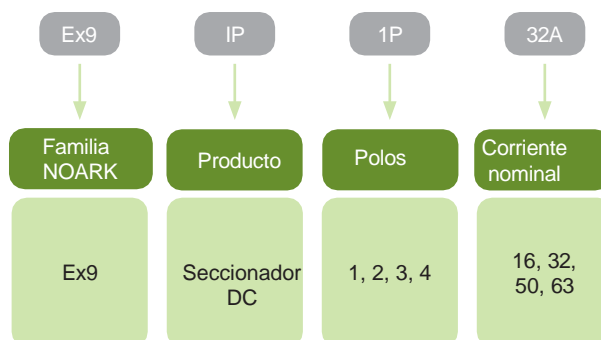 Ex9
IP
1P
32A
Familia
NOARK
Producto
Polos
Corriente
nominal
Ex9
Seccionador
DC
1, 2, 3, 4
16, 32,
50, 63